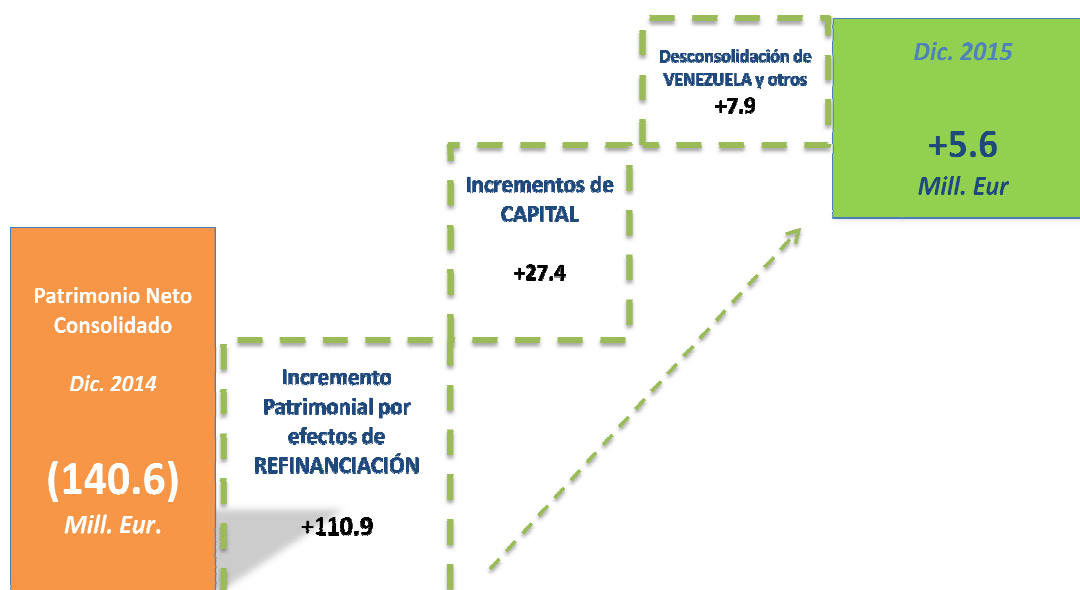 Patrimonio Neto
Consolidado
Dic. 2014
(140.6)
Mill. Eur.
Incremento
Patrimonial por
efectos de
REFINANCIACIÓN
+110.9
Incrementos de
CAPITAL
+27.4
Desconsolidación de
VENEZUELA y otros
+7.9
Dic. 2015
+5.6
Mill. Eur